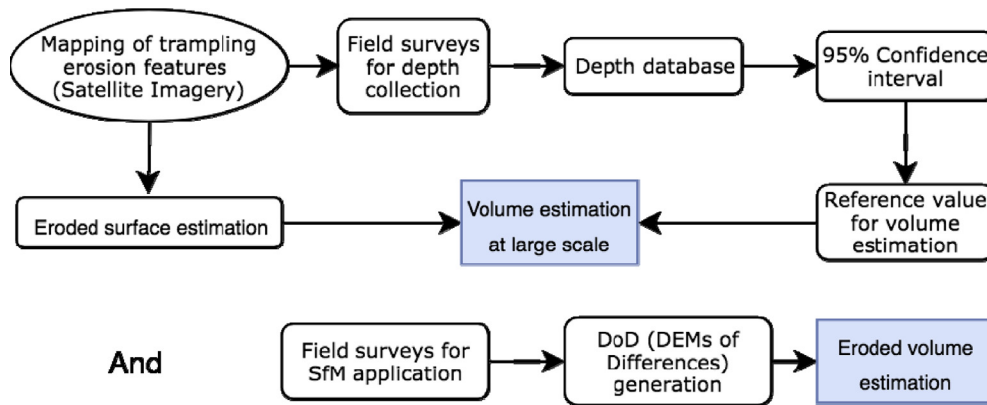 Mapping of trampling
erosion features
(Satellite Imagery)
Field surveys
for depth
collection
Depth database
95% Confidence
interval
Eroded surface estimation
Volume estimation
at large scale
Reference value
for volume
estimation
And
Field surveys for
SfM application
DoD (DEMs of
Differences)
generation
Eroded volume
estimation